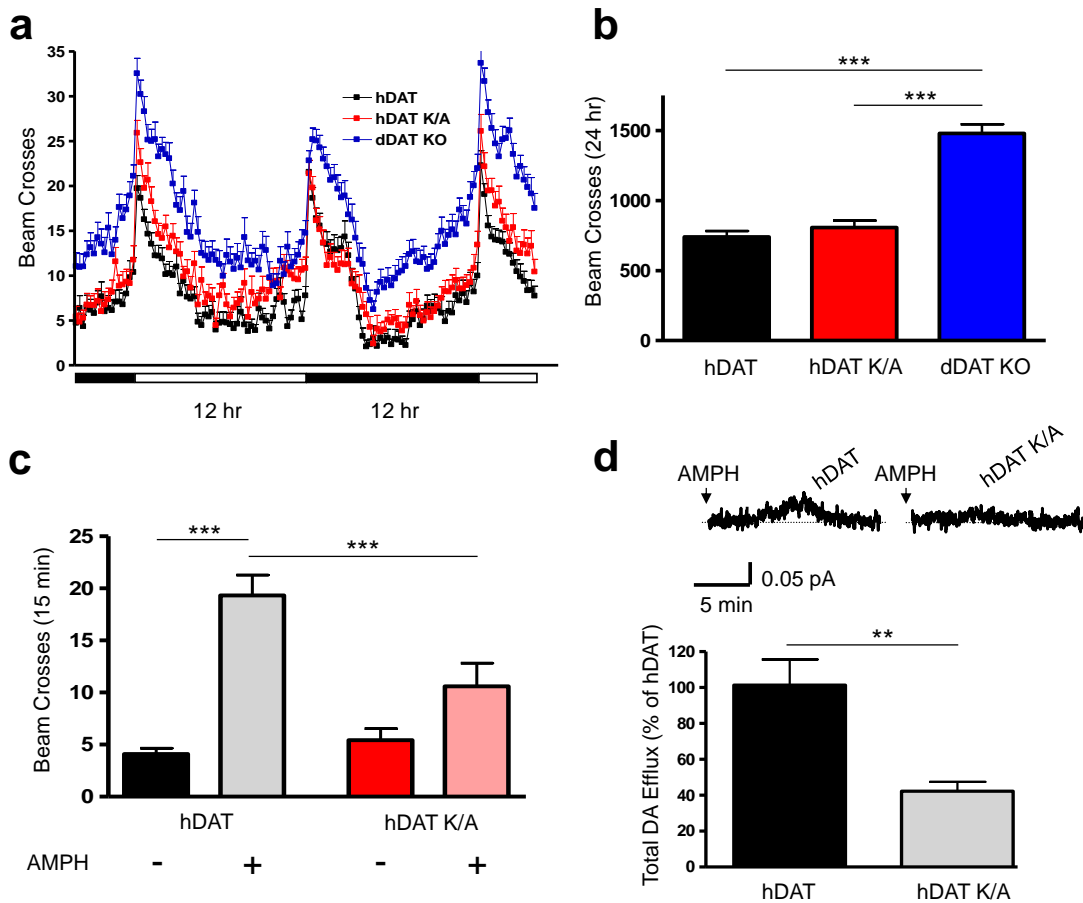 a
35
30
25
20
15
10
5
0
Beam Crosses
hDAT
hDAT K/A
dDAT KO
12 hr 12 hr
b
***
***
1500
1000
500
0
Beam Crosses (24 hr)
hDAT hDAT K/A dDAT KO
c
***
***
25
20
15
10
5
0
Beam Crosses (15 min)
hDAT hDAT K/A
AMPH - + - +
d
AMPH hDAT AMPH hDAT K/A
0.05 pA
5 min
**
120
100
80
60
40
20
0
Total DA Efflux (% of hDAT)
hDAT hDAT K/A